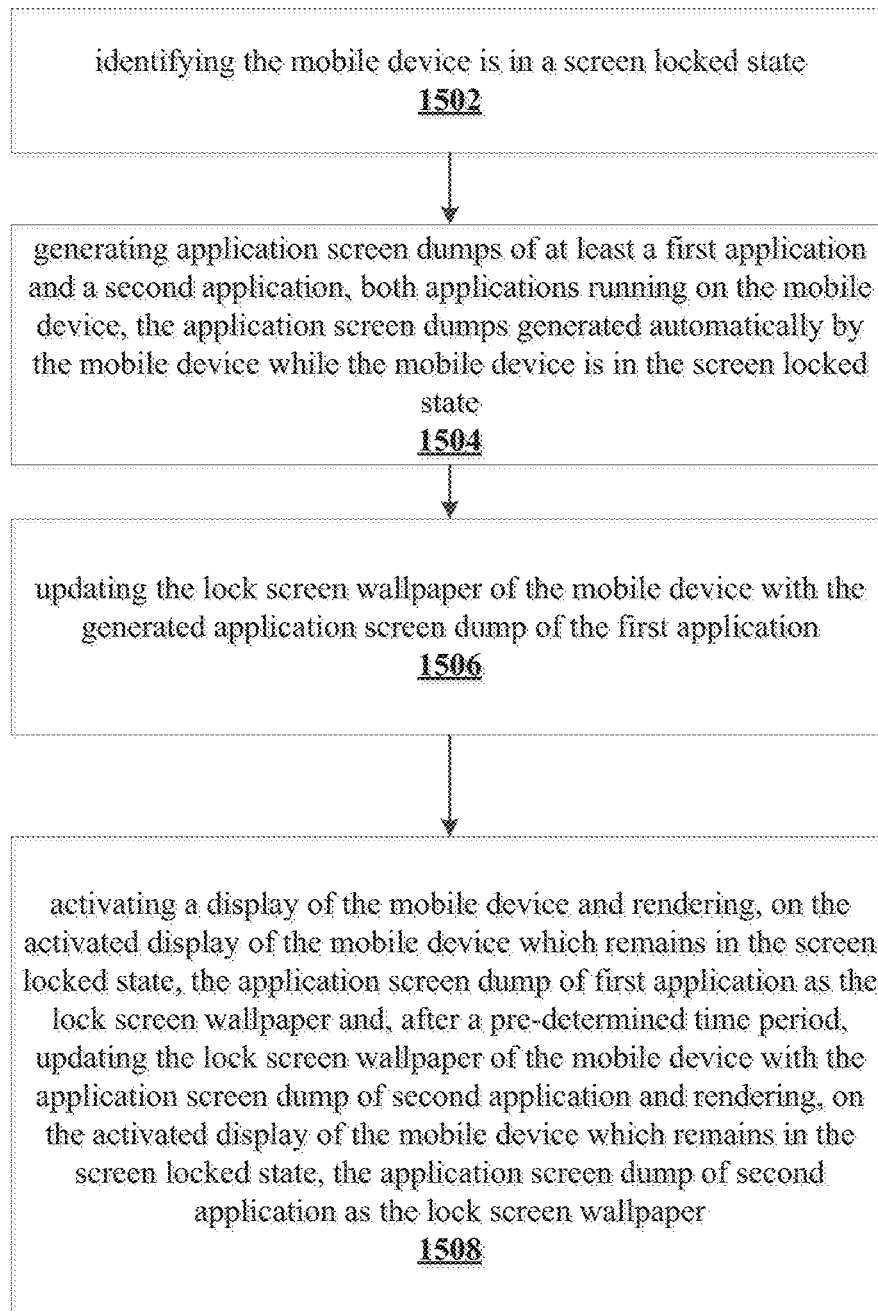 identifying the mobile device is in a screen locked state
1502
generating application screen dumps of at least a first application
and a second application, both applications running on the mobile
device, the application screen dumps generated automatically by
the mobile device while the mobile device is in the screen locked
state
1504
updating the lock screen wallpaper of the mobile device with the
generated application screen dump of the first application
1506
activating a display of the mobile device and rendering, on the
activated display of the mobile device which remains in the screen
locked state, the application screen dump of first application as the
lock screen wallpaper and, after a pre-determined time period,
updating the lock screen wallpaper of the mobile device with the
application screen dump of second application and rendering, on
the activated display of the mobile device which remains in the
screen locked state, the application screen dump of second
application as the lock screen wallpaper
1508